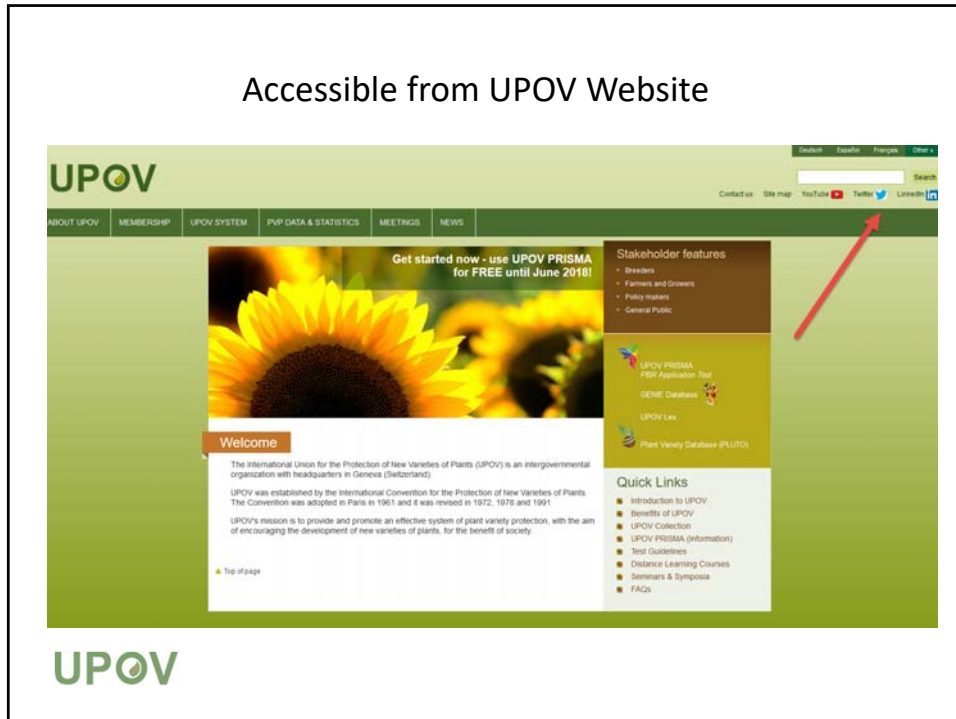 Accessible from UPOV Website
Deutsch Español Français Other
UPOV
Search
Contact us Site map YouTube Twitter LinkedIn in
ABOUT UPOV MEMBERSHIP UPOV SYSTEM PVP DATA & STATISTICS MEETINGS NEWS
Get started now - use UPOV PRISMA
for FREE until June 2018!
Stakeholder features
Breeders
Farmers and Growers
Policy makers
General Public
UPOV PRISMA
PBR Application Tool
GENIE Database
UPOV Lex
Plant Variety Database (PLUTO)
Welcome
The International Union for the Protection of New Varieties of Plants (UPOV) is an intergovernmental
organization with headquarters in Geneva (Switzerland).
UPOV was established by the International Convention for the Protection of New Varieties of Plants.
The Convention was adopted in Paris in 1961 and it was revised in 1972, 1978 and 1991.
UPOV's mission is to provide and promote an effective system of plant variety protection, with the aim
of encouraging the development of new varieties of plants, for the benefit of society.
Top of page
Quick Links
Introduction to UPOV
Benefits of UPOV
UPOV Collection
UPOV PRISMA (Information)
Test Guidelines
Distance Learning Courses
Seminars & Symposia
FAQs
UPOV